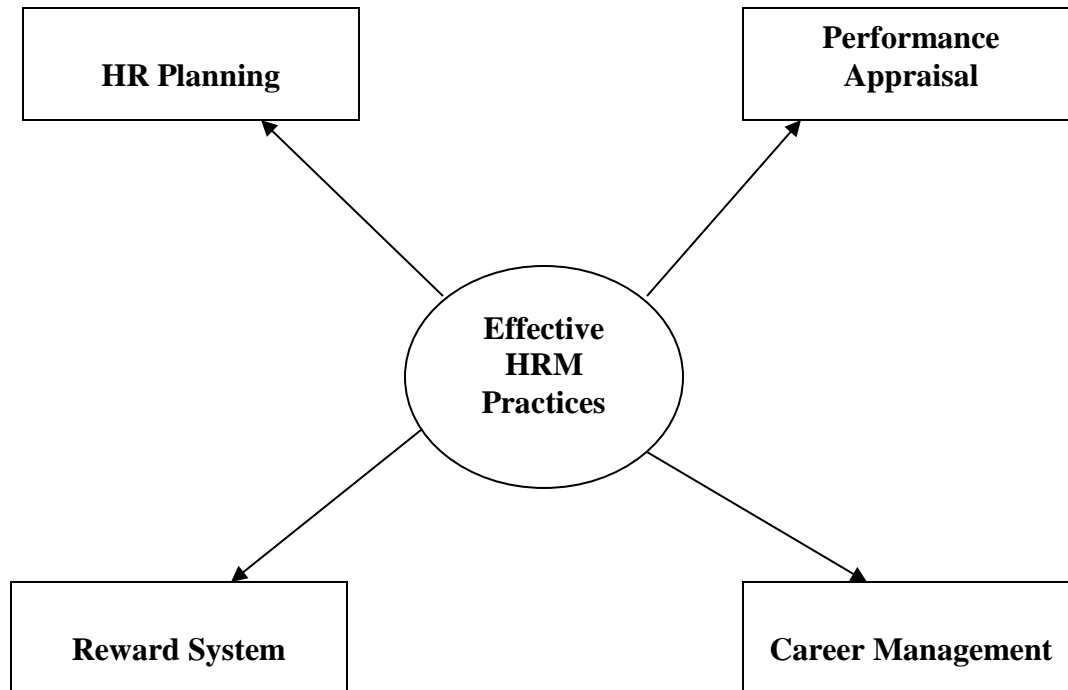 HR Planning
Performance
Appraisal
Effective
HRM
Practices
Reward System
Career Management